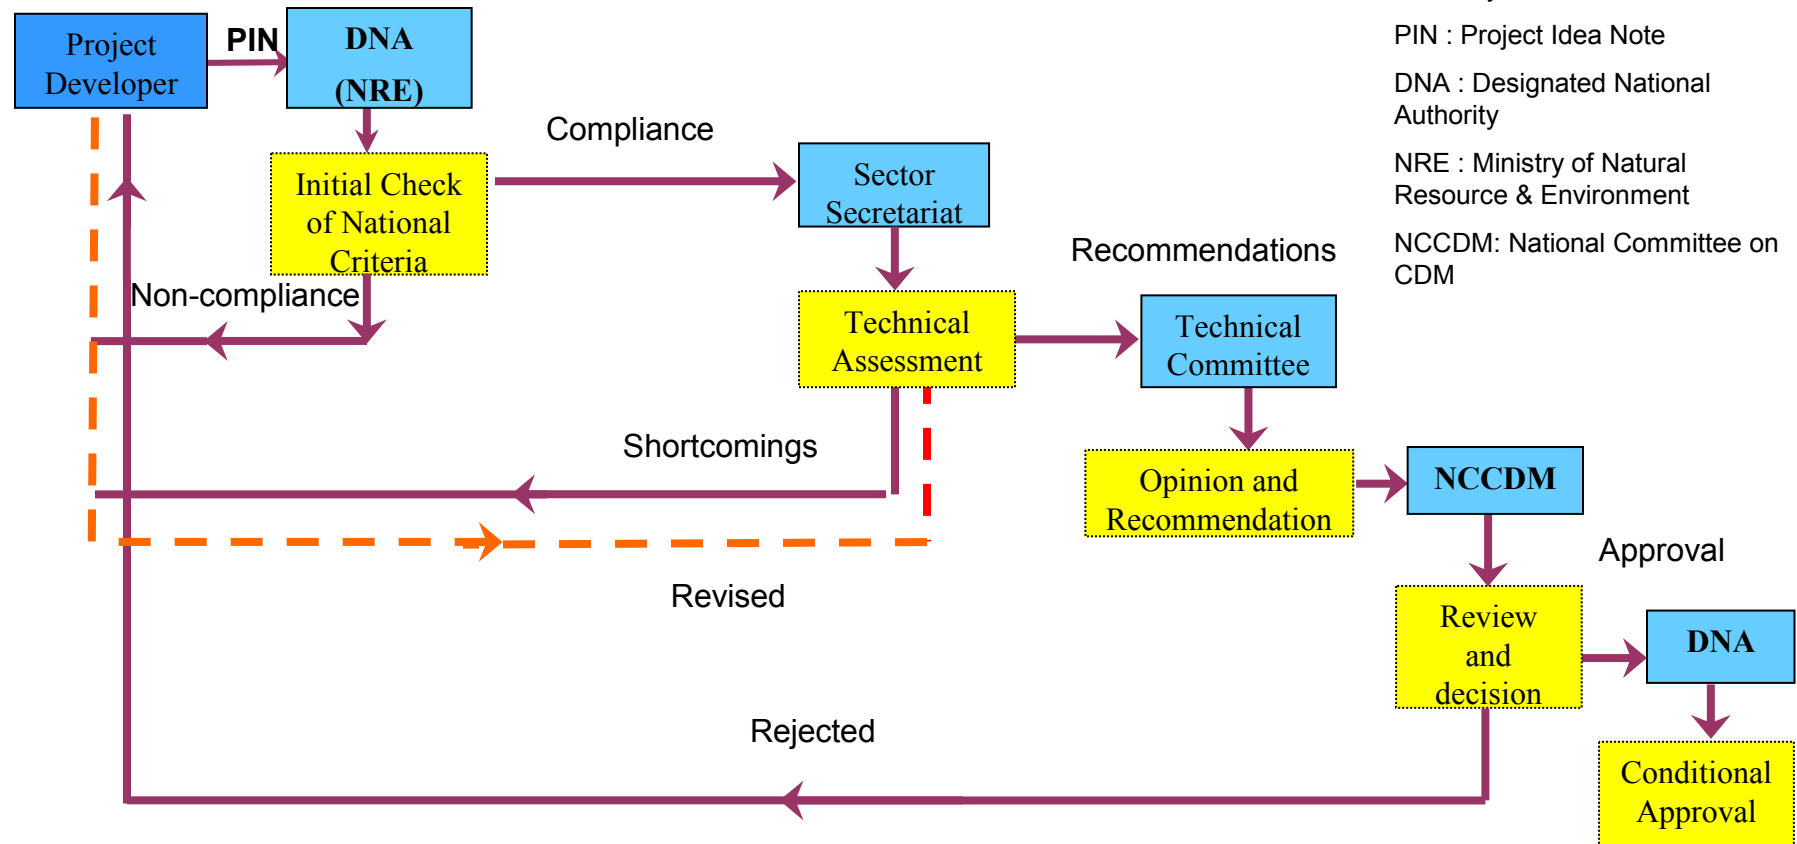 Project
Developer
PIN
DNA
(NRE)
Initial Check
of National
Criteria
Compliance
Non-compliance
Sector
Secretariat
Technical
Assessment
Shortcomings
Revised
Recommendations
Technical
Committee
Opinion and
Recommendation
NCCDM
Review
and
decision
Approval
DNA
Conditional
Approval
Rejected
PIN : Project Idea Note
DNA : Designated National
Authority
NRE : Ministry of Natural
Resource & Environment
NCCDM: National Committee on
CDM